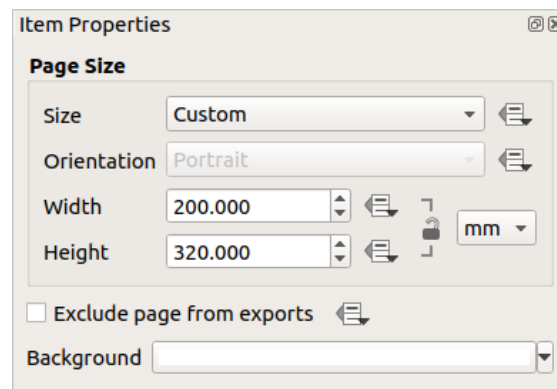 Item Properties
Page Size
Size Custom
Orientation Portrait
Width 200.000
mm
Height 320.000
Exclude page from exports
Background